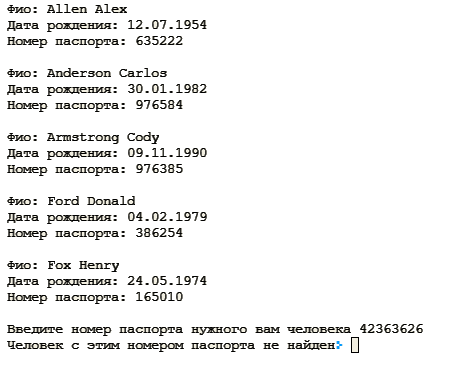 Фио: Allen Alex
Дата рождения: 12.07.1954
Номер паспорта: 635222
Фио: Anderson Carlos
Дата рождения: 30.01.1982
Номер паспорта: 976584
Фио: Armstrong Cody
Дата рождения: 09.11.1990
Номер паспорта: 976385
Фио: Ford Donald
Дата рождения: 04.02.1979
Номер паспорта: 386254
Фио: Fox Henry
Дата рождения: 24.05.1974
Номер паспорта: 165010
Введите номер паспорта нужного вам человека 42363626
Человек с этим номером паспорта не найден>